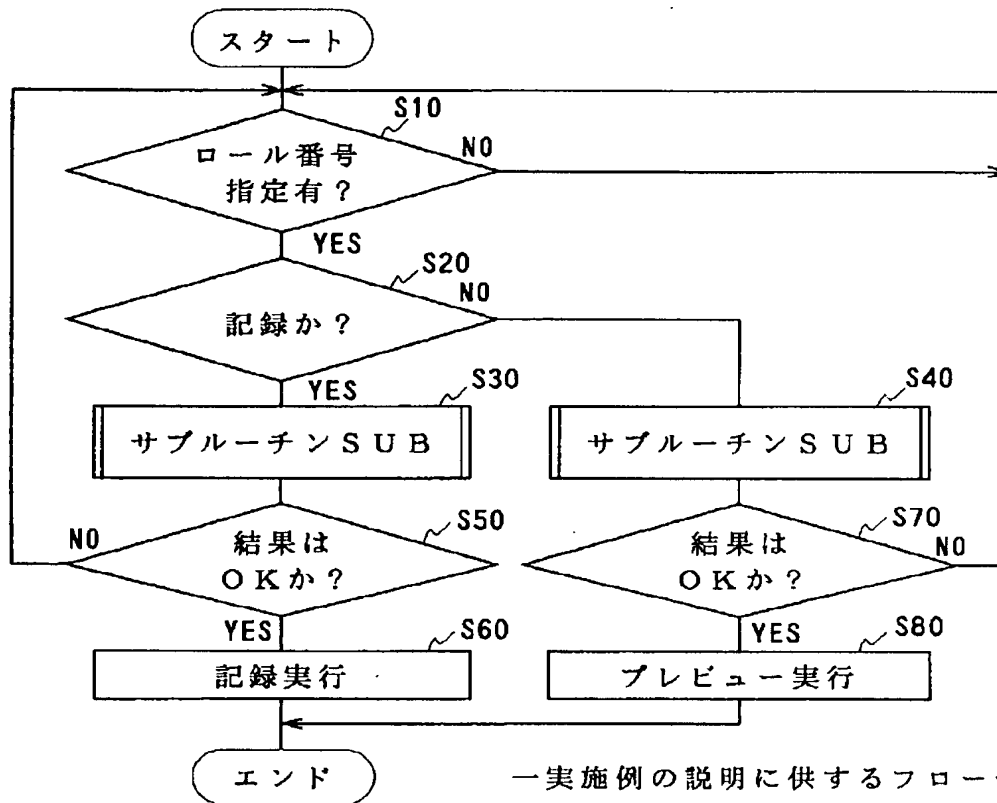 スタート
S10
ロール番号
指定有?
NO
YES
S20
記録か?
NO
YES
S30
サブルーチンSUB
S40
サブルーチンSUB
S50
結果は
OKか?
NO
YES
S70
結果は
OKか?
NO
YES
S60
記録実行
S80
プレビュー実行
エンド
一実施例の説明に供するフロー